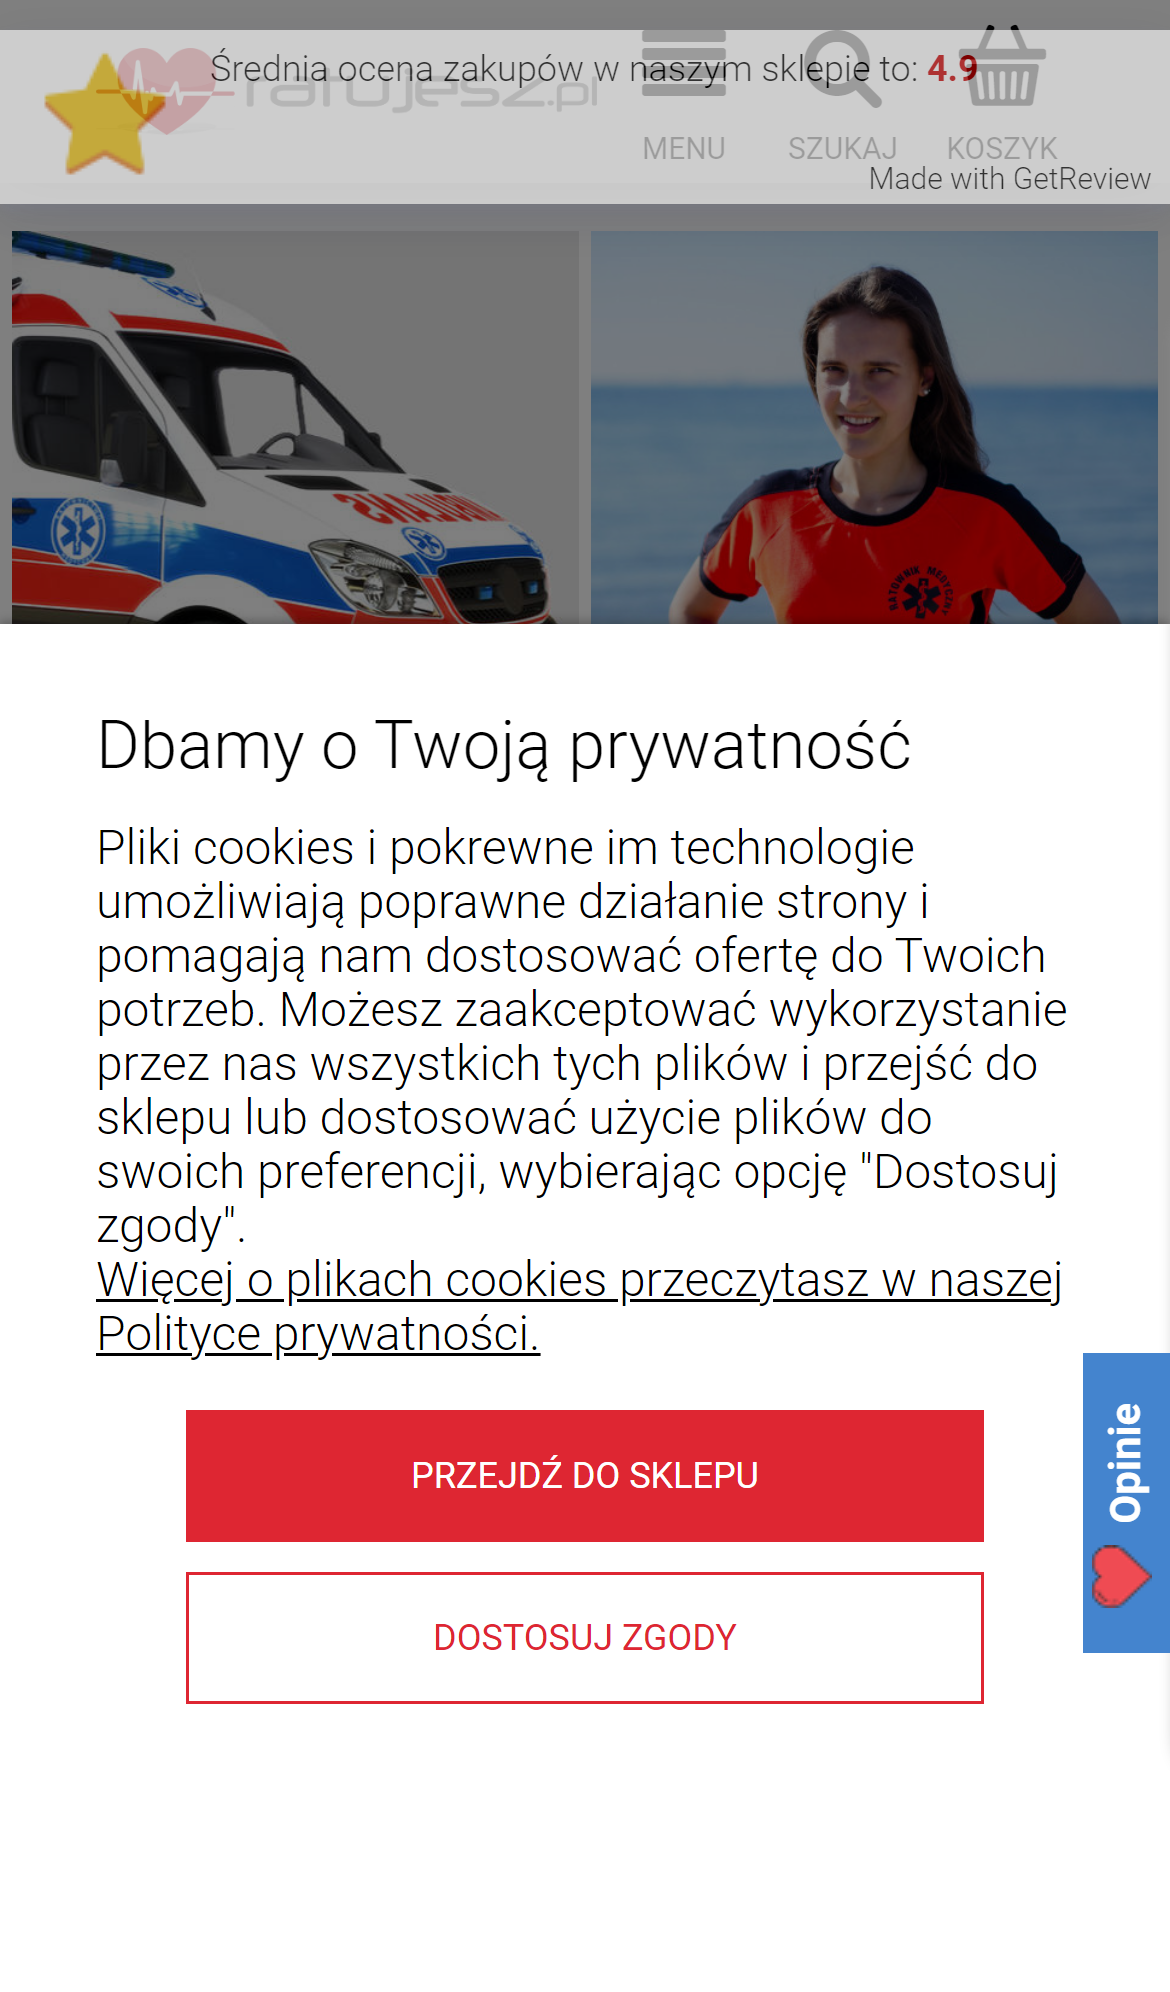 Średnia ocena zakupów w naszym sklepie to: 4.9
ratujesz.pl
MENU
SZUKAJ
KOSZYK
Made with GetReview
AMBULANS
RATOWNIK MEDYCZNY
Dbamy o Twoją prywatność
Pliki cookies i pokrewne im technologie
umożliwiają poprawne działanie strony i
pomagają nam dostosować ofertę do Twoich
potrzeb. Możesz zaakceptować wykorzystanie
przez nas wszystkich tych plików i przejść do
sklepu lub dostosować użycie plików do
swoich preferencji, wybierając opcję "Dostosuj
zgody".
Więcej o plikach cookies przeczytasz w naszej
Polityce prywatności.
Opinie
PRZEJDŹ DO SKLEPU
DOSTOSUJ ZGODY